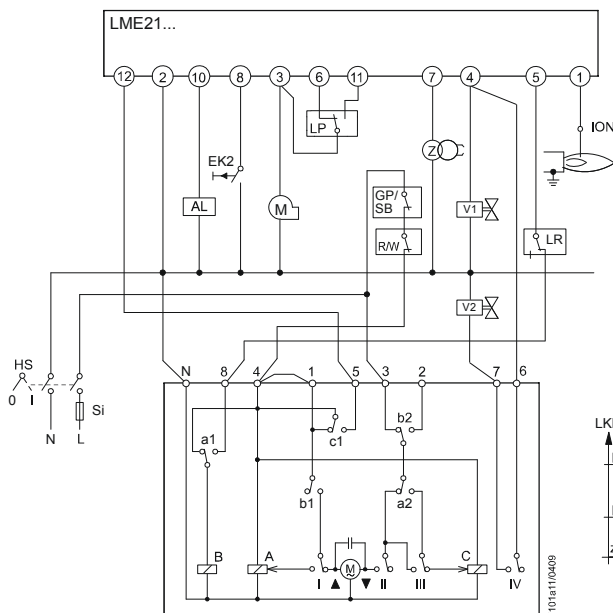 LME21...
12 2 10 8 3 6 11 7 4 5 1
LP
ION
EK2
Z
GP/
SB
AL
M
V1
R/W
LR
V2
HS
0 I
Si
N L
N 8 4 1 5 3 2 7 6
LK
a1
c1
b2
b1
a2
B A I M II III C IV
~
101a11/0409